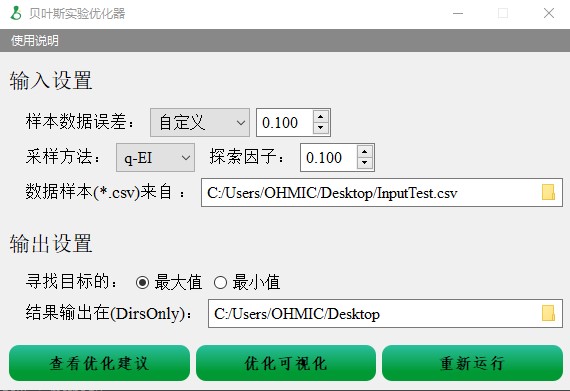 贝叶斯实验优化器
使用说明
输入设置
样本数据误差： 自定义 0.100
采样方法： q-EI 探索因子： 0.100
数据样本(*.csv)来自： C:/Users/OHMIC/Desktop/InputTest.csv
输出设置
寻找目标的： 最大值 最小值
结果输出在(DirsOnly)： C:/Users/OHMIC/Desktop
查看优化建议 优化可视化 重新运行